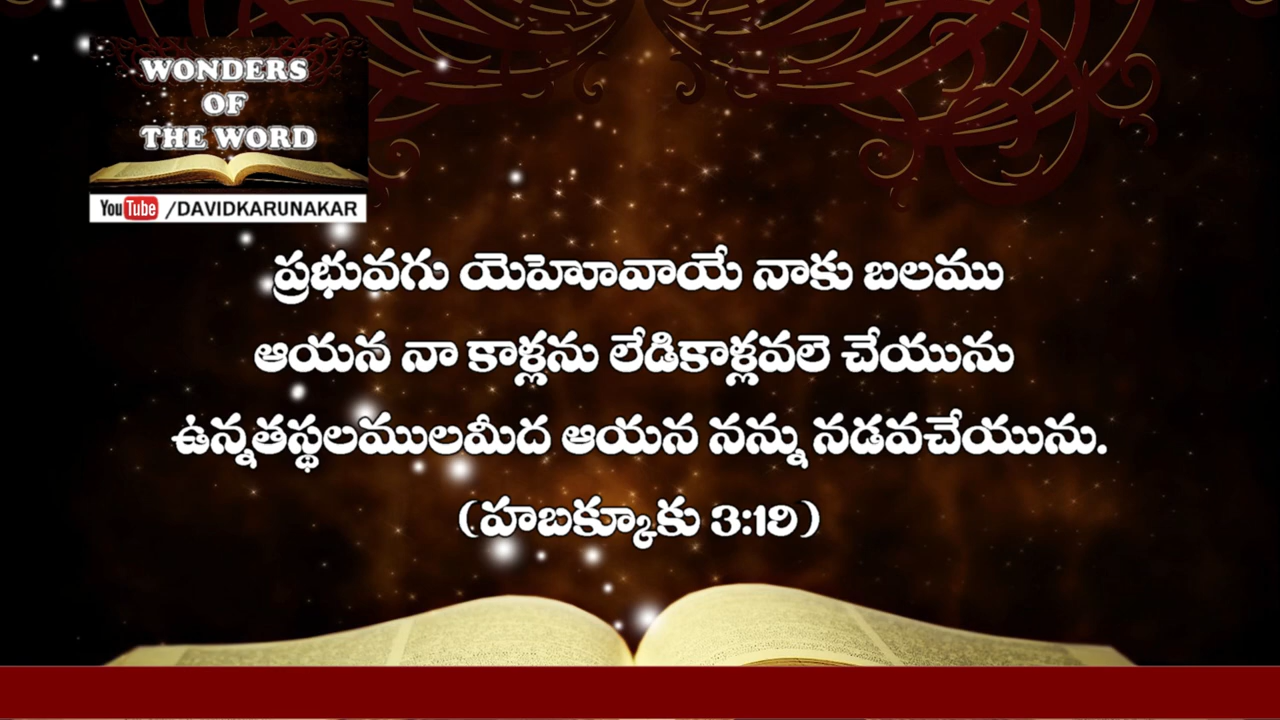 WONDERS
OF
THE WORD
YouTube /DAVIDKARUNAKAR
ప్రభువగు యెహెూవాయే నాకు బలము
ఆయన నా కాళ్లను లేడికాళ్లవలె చేయును
ఉన్నతస్థలములమీద ఆయన నన్ను నడవచేయును.
(హబక్కూకు 3:19)